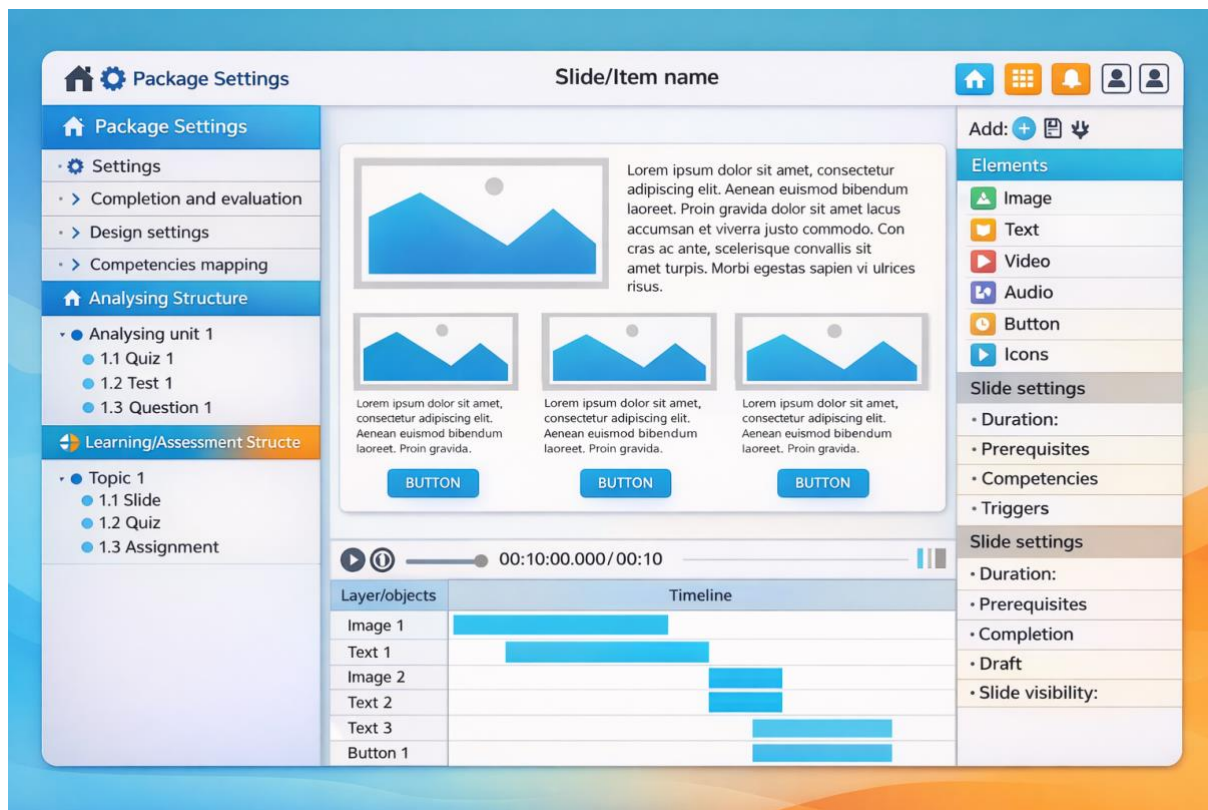 Package Settings
Slide/Item name
Package Settings
Settings
Completion and evaluation
Design settings
Competencies mapping
Analysing Structure
Analysing unit 1
1.1 Quiz 1
1.2 Test 1
1.3 Question 1
Learning/Assessment Structe
Topic 1
1.1 Slide
1.2 Quiz
1.3 Assignment
Lorem ipsum dolor sit amet, consectetur
adipiscing elit. Aenean euismod bibendum
laoreet. Proin gravida dolor sit amet lacus
accumsan et viverra justo commodo. Con
cras ac ante, scelerisque convallis sit
amet turpis. Morbi egestas sapien vi ulrices
risus.
Lorem ipsum dolor sit amet,
consectetur adipiscing elit.
Aenean euismod bibendum
laoreet. Proin gravida.
BUTTON
Lorem ipsum dolor sit amet,
consectetur adipiscing elit.
Aenean euismod bibendum
laoreet. Proin gravida.
BUTTON
Lorem ipsum dolor sit amet,
consectetur adipiscing elit.
Aenean euismod bibendum
laoreet. Proin gravida.
BUTTON
00:10:00.000/00:10
Layer/objects
Timeline
Image 1
Text 1
Image 2
Text 2
Text 3
Button 1
Add:
Elements
Image
Text
Video
Audio
Button
Icons
Slide settings
Duration:
Prerequisites
Competencies
Triggers
Slide settings
Duration:
Prerequisites
Completion
Draft
Slide visibility: